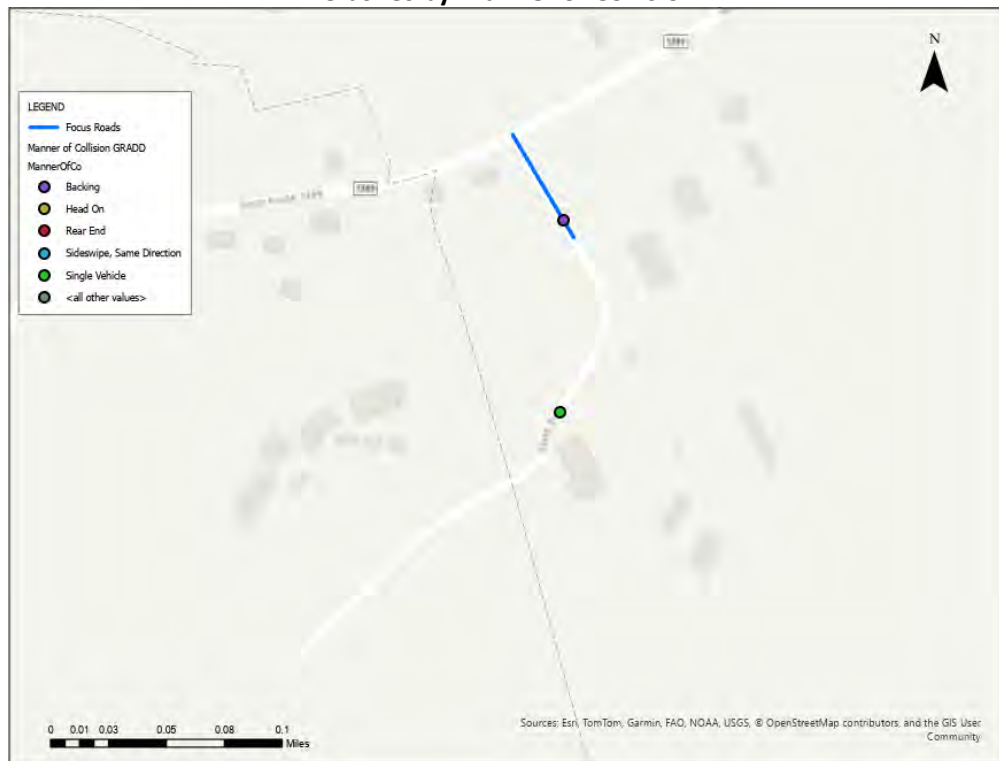 N
1389
LEGEND
Focus Roads
Manner of Collision GRADD
MannerOfCo
Backing
Head On
Rear End
Sideswipe, Same Direction
Single Vehicle
<all other values>
1389
0 0.01 0.03 0.05 0.08 0.1
Miles
Sources: Esri, TomTom, Garmin, FAO, NOAA, USGS, © OpenStreetMap contributors, and the GIS User
Community